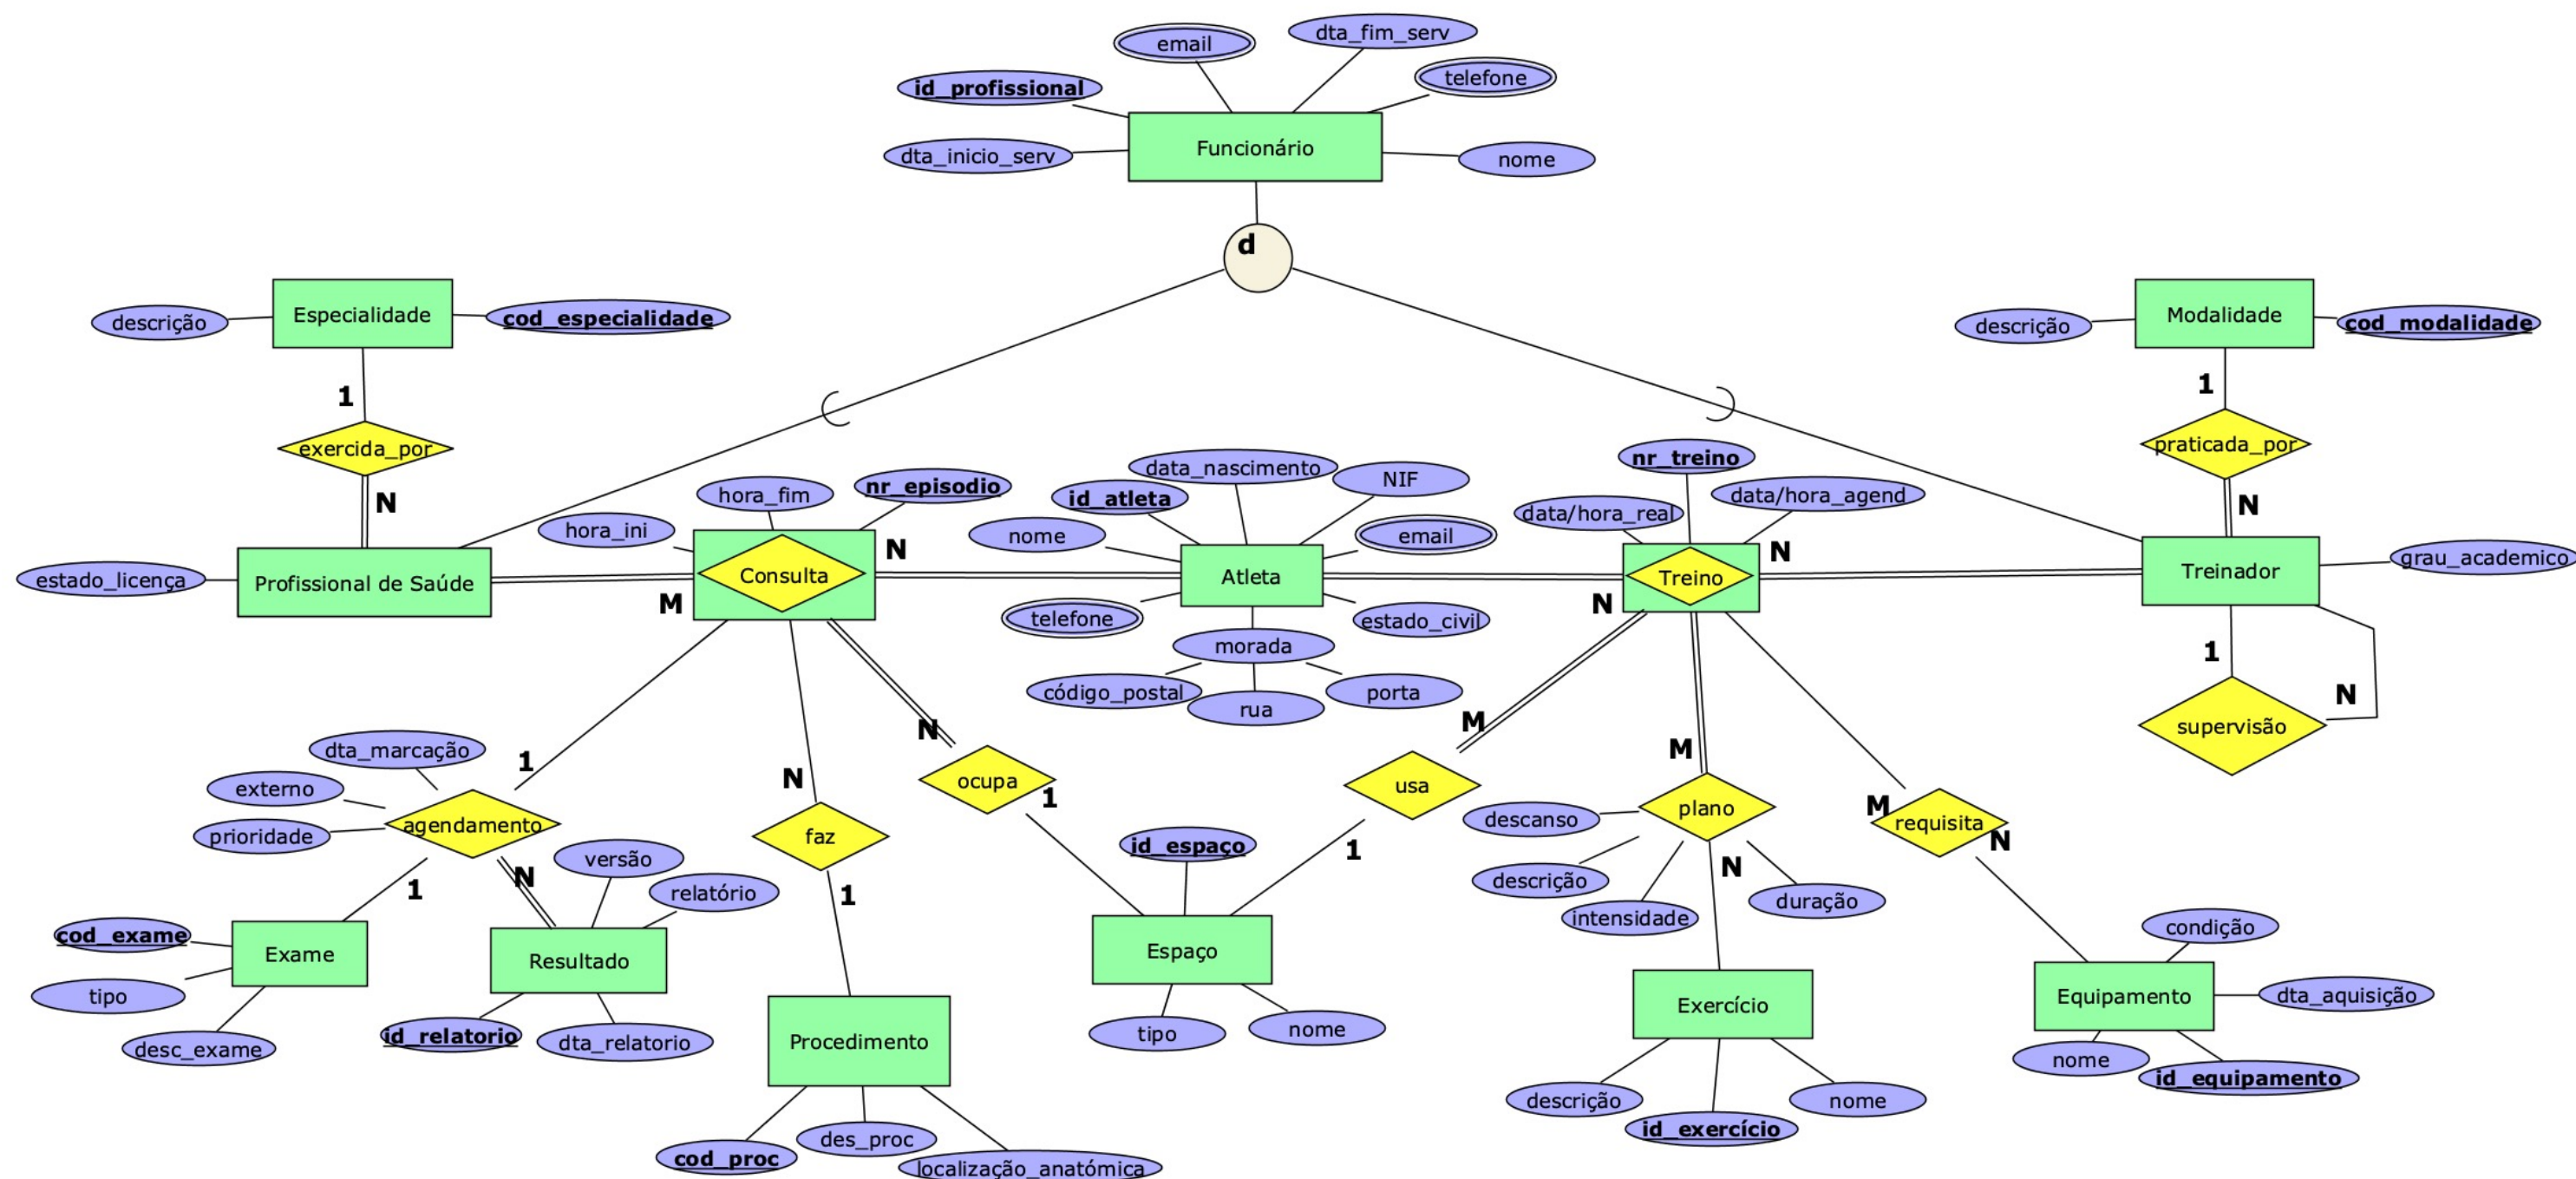 email
dta_fim_serv
telefone
id_profissional
Funcionário
dta_inicio_serv
nome
d
Especialidade
descrição
cod_especialidade
1
exercida_por
N
Modalidade
descrição
cod_modalidade
1
praticada_por
N
hora_fim
nr_episodio
hora_ini
N
estado_licença
Profissional de Saúde
Consulta
M
data_nascimento
NIF
id_atleta
nome
email
Atleta
telefone
estado_civil
morada
código_postal
rua
porta
nr_treino
data/hora_real
data/hora_agend
N
Treino
N
Treinador
grau_academico
1
N
supervisão
dta_marcação
externo
prioridade
agendamento
1
1
N
N
faz
1
N
ocupa
1
M
usa
1
M
plano
descanso
descrição
intensidade
duração
N
M
requisita
N
cod_exame
Exame
tipo
desc_exame
versão
relatório
Resultado
id_relatorio
dta_relatorio
Procedimento
cod_proc
des_proc
localização_anatómica
id_espaço
Espaço
tipo
nome
Exercício
descrição
id_exercício
nome
condição
Equipamento
dta_aquisição
nome
id_equipamento